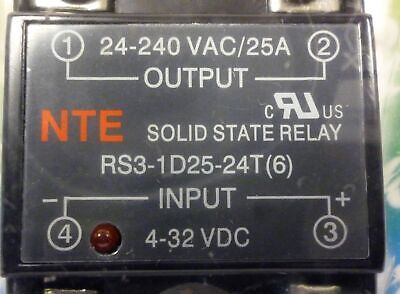 1 24-240 VAC/25A 2
OUTPUT
c RU US
NTE SOLID STATE RELAY
RS3-1D25-24T(6)
- INPUT +
4 4-32 VDC 3